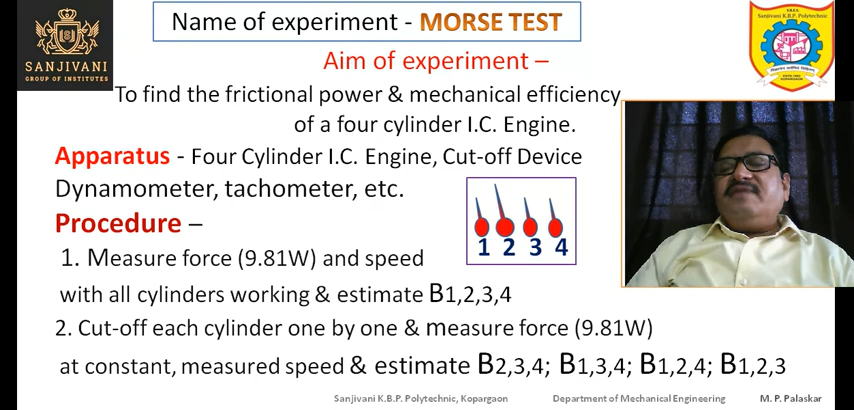 Name of experiment - MORSE TEST
SANJIVANI
GROUP OF INSTITUTES
Sanjivani K.B.P. Polytechnic
Aim of experiment –
To find the frictional power & mechanical efficiency
of a four cylinder I.C. Engine.
Apparatus - Four Cylinder I.C. Engine, Cut-off Device
Dynamometer, tachometer, etc.
Procedure –
1 2 3 4
1. Measure force (9.81W) and speed
with all cylinders working & estimate B1,2,3,4
2. Cut-off each cylinder one by one & measure force (9.81W)
at constant, measured speed & estimate B2,3,4; B1,3,4; B1,2,4; B1,2,3
Sanjivani K.B.P. Polytechnic, Kopargaon Department of Mechanical Engineering M. P. Palaskar